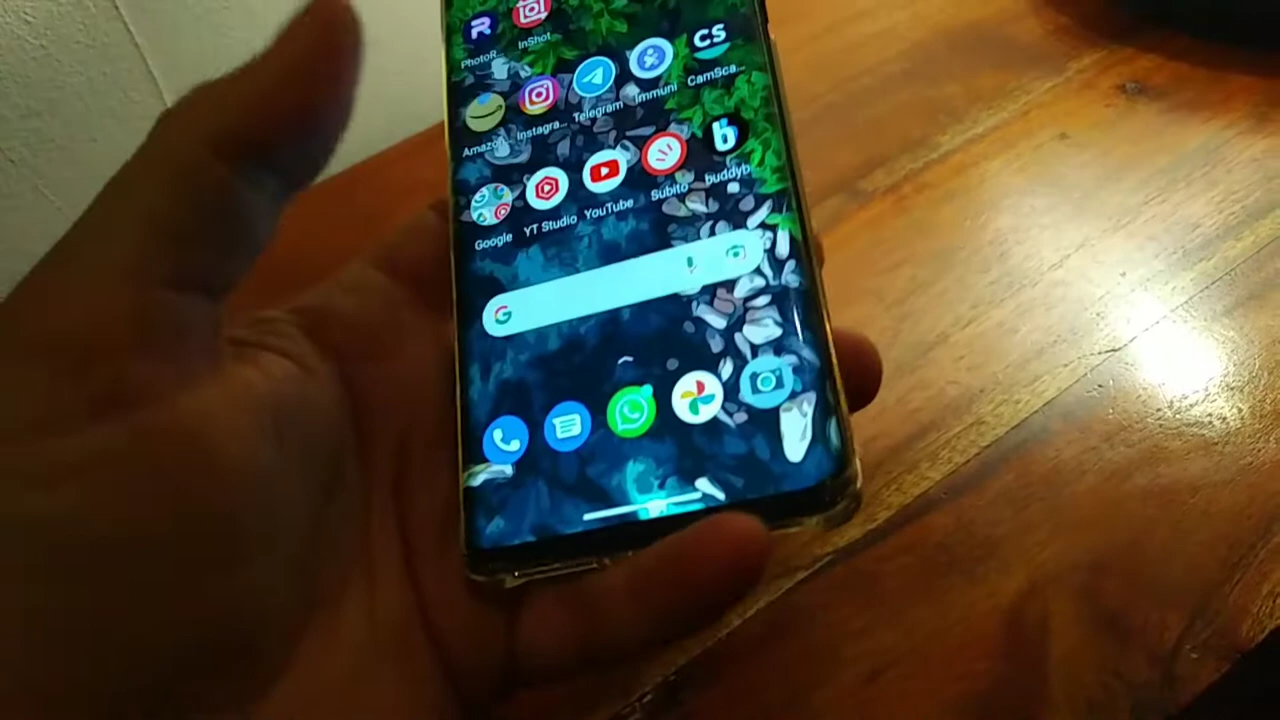 PhotoR...
InShot
CS
Amazon
Instagra...
Telegram
Immuni
CamSca...
b
Google
YT Studio
YouTube
Subito
buddyb...
G